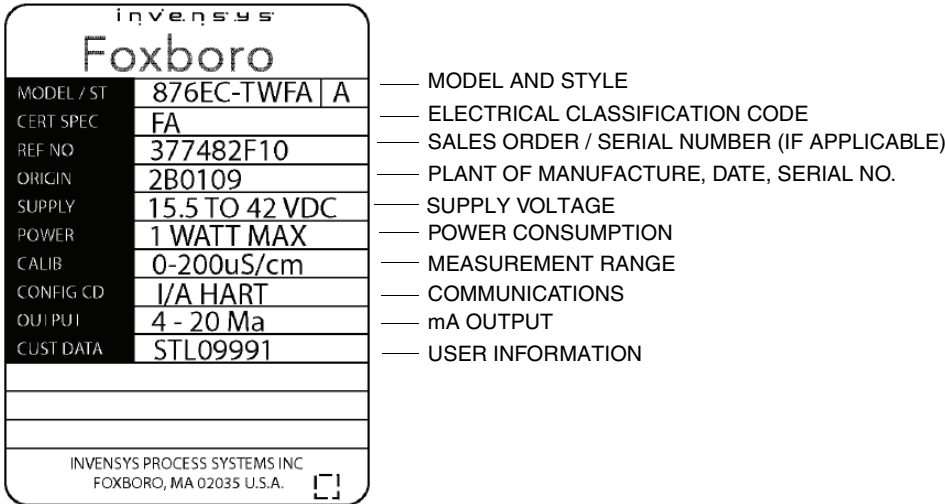 invensys
Foxboro
MODEL / ST 876EC-TWFA A MODEL AND STYLE
CERT SPEC FA ELECTRICAL CLASSIFICATION CODE
REF NO 377482F10 SALES ORDER / SERIAL NUMBER (IF APPLICABLE)
ORIGIN 2B0109 PLANT OF MANUFACTURE, DATE, SERIAL NO.
SUPPLY 15.5 TO 42 VDC SUPPLY VOLTAGE
POWER 1 WATT MAX POWER CONSUMPTION
CALIB 0-200uS/cm MEASUREMENT RANGE
CONFIG CD I/A HART COMMUNICATIONS
OUTPUT 4 - 20 Ma mA OUTPUT
CUST DATA STL09991 USER INFORMATION
INVENSYS PROCESS SYSTEMS INC
FOXBORO, MA 02035 U.S.A.